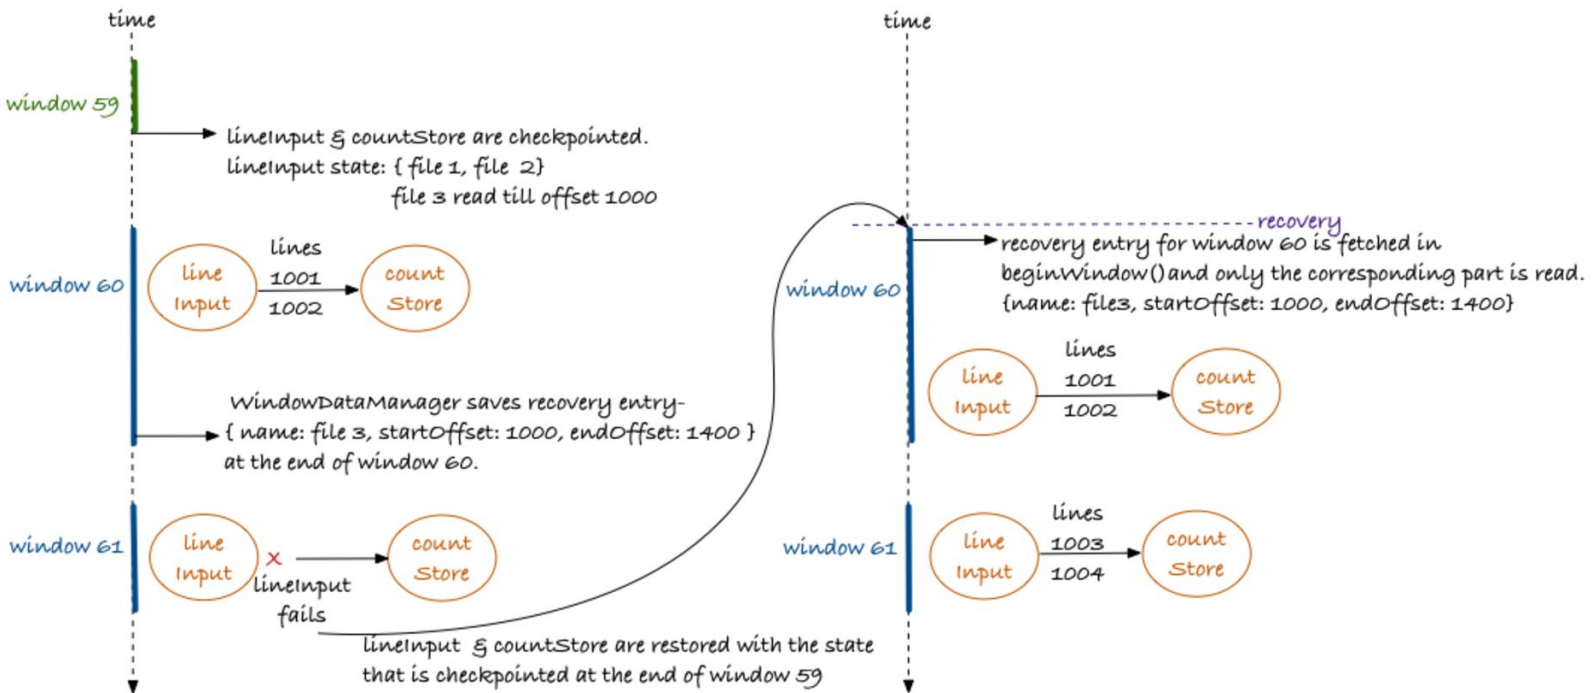 time
window 59
lineInput & countStore are checkpointed.
lineInput state: { file 1, file 2}
file 3 read till offset 1000
window 60
line
Input
lines
1001
1002
count
Store
WindowDataManager saves recovery entry-
{ name: file 3, startOffset: 1000, endOffset: 1400 }
at the end of window 60.
window 61
line
Input
x
lineInput
fails
count
Store
lineInput & countStore are restored with the state
that is checkpointed at the end of window 59
time
recovery
recovery entry for window 60 is fetched in
beginWindow() and only the corresponding part is read.
{name: file3, startOffset: 1000, endOffset: 1400}
window 60
line
Input
lines
1001
1002
count
Store
window 61
line
Input
lines
1003
1004
count
Store